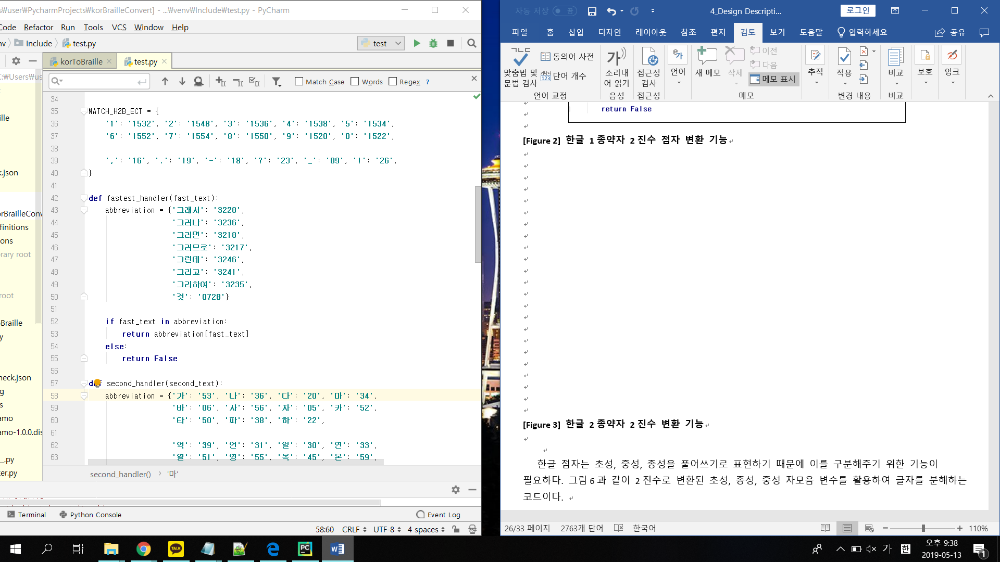 s₩user₩PycharmProjects₩korBrailleConvert] - ...₩venv₩Include₩test.py - PyCharm
Code Refactor Run Tools VCS Window Help
Include test.py
test
korToBraille
test.py
C:₩Users₩us
Match Case Words Regex ?
ille
k.json
orBrailleConv
finitions
ons
rary root
root
oBraille
y
heck.json
g
s
amo
amo-1.0.0.dis
_.py
ter.py
34
35 MATCH_H2B_ECT = {
36 '1': '1532', '2': '1548', '3': '1536', '4': '1538', '5': '1534',
37 '6': '1552', '7': '1554', '8': '1550', '9': '1520', '0': '1522',
38
39 ',': '16', '.': '19', '-': '18', '?': '23', '_': '09', '!': '26',
40 }
41
42 def fastest_handler(fast_text):
43 abbreviation = {'그래서': '3228',
44 '그러나': '3236',
45 '그러면': '3218',
46 '그러므로': '3217',
47 '그런데': '3246',
48 '그리고': '3241',
49 '그리하여': '3235',
50 '것': '0728'}
51
52 if fast_text in abbreviation:
53 return abbreviation[fast_text]
54 else:
55 return False
56
57 def second_handler(second_text):
58 abbreviation = {'가': '53', '나': '36', '다': '20', '마': '34',
59 '바': '06', '사': '56', '자': '05', '카': '52',
60 '타': '50', '파': '38', '하': '22',
61
62 '억': '39', '언': '31', '얼': '30', '연': '33',
63 '열': '51', '영': '55', '옥': '45', '온': '59',
second_handler() › '마'
Terminal Python Console Event Log
58:60 CRLF UTF-8 4 spaces
자동 저장 끔 4_Design Descripti... 로그인
파일 홈 삽입 디자인 레이아웃 참조 편지 검토 보기 도움말 입력하세요 공유
맞춤법 및 문법 검사
동의어 사전
단어 개수
언어 교정
소리내어 읽기
음성
접근성 검사
접근성
언어
새 메모
삭제
이전
다음
메모 표시
메모
추적
적용
변경 내용
비교
비교
보호
잉크
return False
[Figure 2] 한글 1종약자 2진수 점자 변환 기능
[Figure 3] 한글 2종약자 2진수 변환 기능
한글 점자는 초성, 중성, 종성을 풀어쓰기로 표현하기 때문에 이를 구분해주기 위한 기능이
필요하다. 그림 6과 같이 2진수로 변환된 초성, 종성, 중성 자모음 변수를 활용하여 글자를 분해하는
코드이다.
26/33 페이지 2763개 단어 한국어 110%
TALK
가 한
오후 9:38
2019-05-13
1